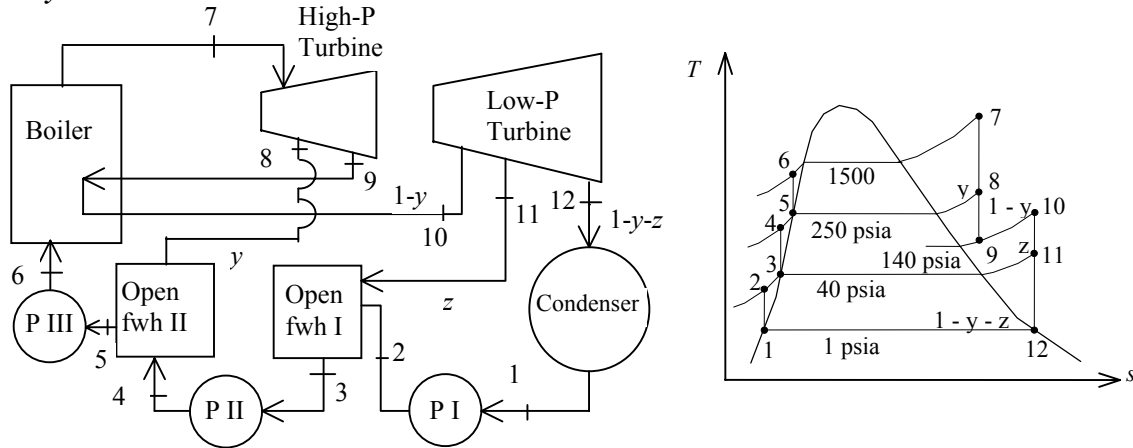 7
High-P
Turbine
Boiler
Low-P
Turbine
8
9
1-y
10
11
12
1-y-z
y
z
6
Open
fwh II
Open
fwh I
Condenser
P III
5
4
P II
3
2
P I
1
T
7
6
1500
8
y
5
250 psia
1 - y
10
4
9
140 psia
z
11
3
40 psia
2
1 - y - z
1
1 psia
12
s